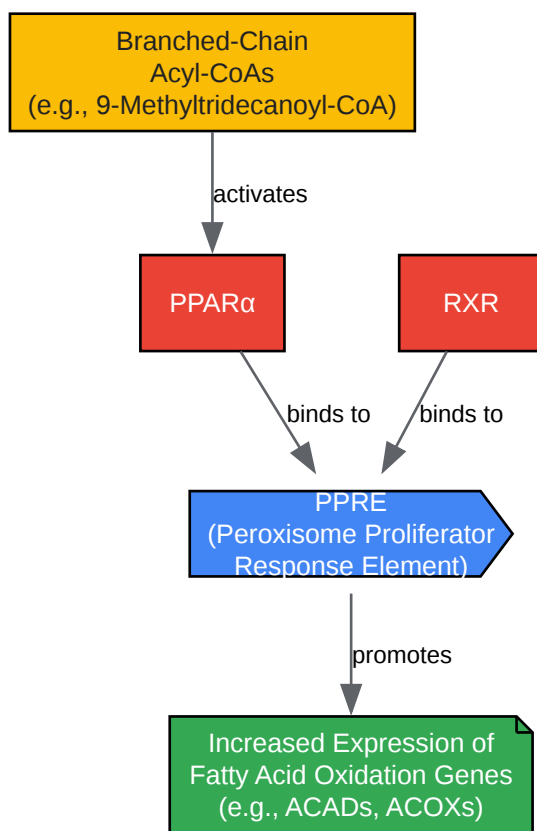 Branched-Chain
Acyl-CoAs
(e.g., 9-Methyltridecanoyl-CoA)
activates
PPARα
RXR
binds to
binds to
PPRE
(Peroxisome Proliferator
Response Element)
promotes
Increased Expression of
Fatty Acid Oxidation Genes
(e.g., ACADs, ACOXs)